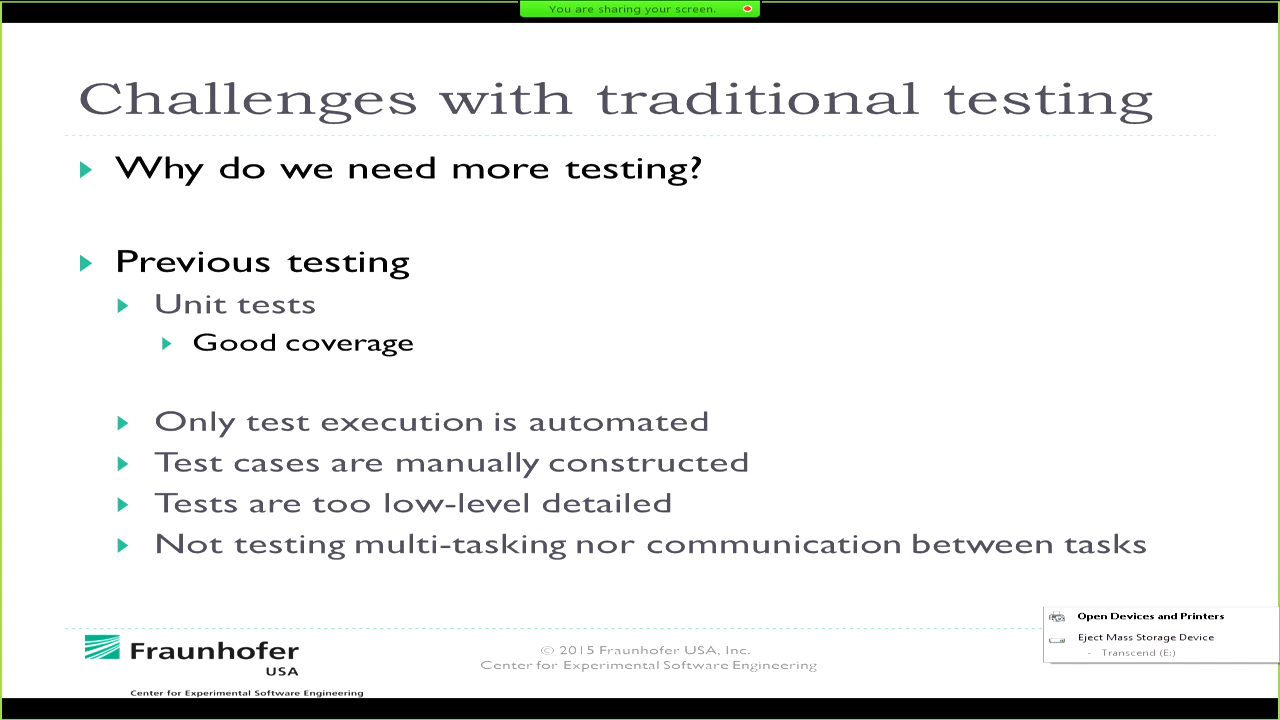 You are sharing your screen.
Challenges with traditional testing
Why do we need more testing?
Previous testing
Unit tests
Good coverage
Only test execution is automated
Test cases are manually constructed
Tests are too low-level detailed
Not testing multi-tasking nor communication between tasks
Open Devices and Printers
Eject Mass Storage Device
- Transcend (E:)
Fraunhofer
USA
Center for Experimental Software Engineering
© 2015 Fraunhofer USA, Inc.
Center for Experimental Software Engineering